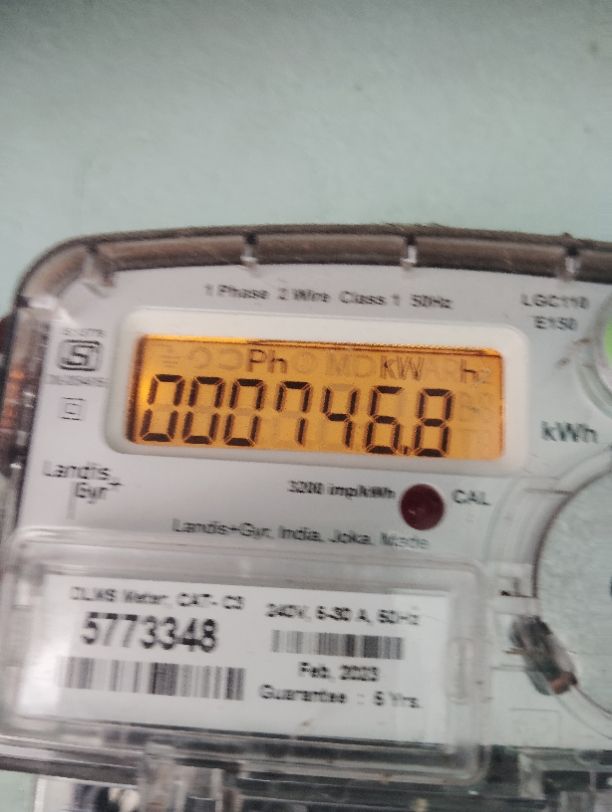 1 Phase 2 Wire Class 1 50Hz
LGC110
E150
Ph kW h
000746.8
kWh
Landis
Gyr+
3200 imp/kWh
CAL
Landis+Gyr, India, Joka, Made
DLMS Meter, CAT- C3
5773348
240V, 5-30 A, 50Hz
Feb, 2023
Guarantee : 5 Yrs.